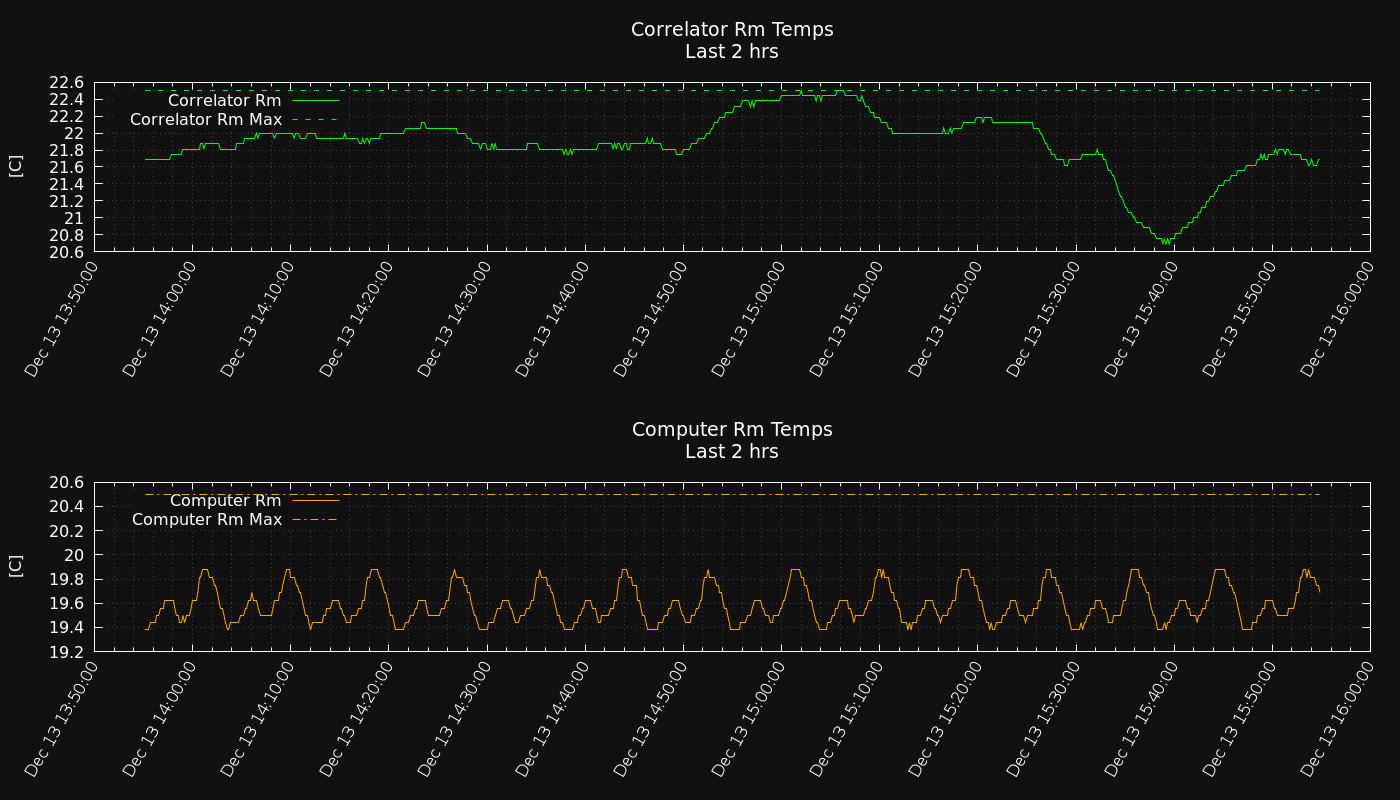 Correlator Rm Temps
Last 2 hrs
22.6
22.4
22.2
22
21.8
21.6
21.4
21.2
21
20.8
20.6
[C]
Correlator Rm
Correlator Rm Max
Dec 13 13:50:00
Dec 13 14:00:00
Dec 13 14:10:00
Dec 13 14:20:00
Dec 13 14:30:00
Dec 13 14:40:00
Dec 13 14:50:00
Dec 13 15:00:00
Dec 13 15:10:00
Dec 13 15:20:00
Dec 13 15:30:00
Dec 13 15:40:00
Dec 13 15:50:00
Dec 13 16:00:00
Computer Rm Temps
Last 2 hrs
20.6
20.4
20.2
20
19.8
19.6
19.4
19.2
[C]
Computer Rm
Computer Rm Max
Dec 13 13:50:00
Dec 13 14:00:00
Dec 13 14:10:00
Dec 13 14:20:00
Dec 13 14:30:00
Dec 13 14:40:00
Dec 13 14:50:00
Dec 13 15:00:00
Dec 13 15:10:00
Dec 13 15:20:00
Dec 13 15:30:00
Dec 13 15:40:00
Dec 13 15:50:00
Dec 13 16:00:00